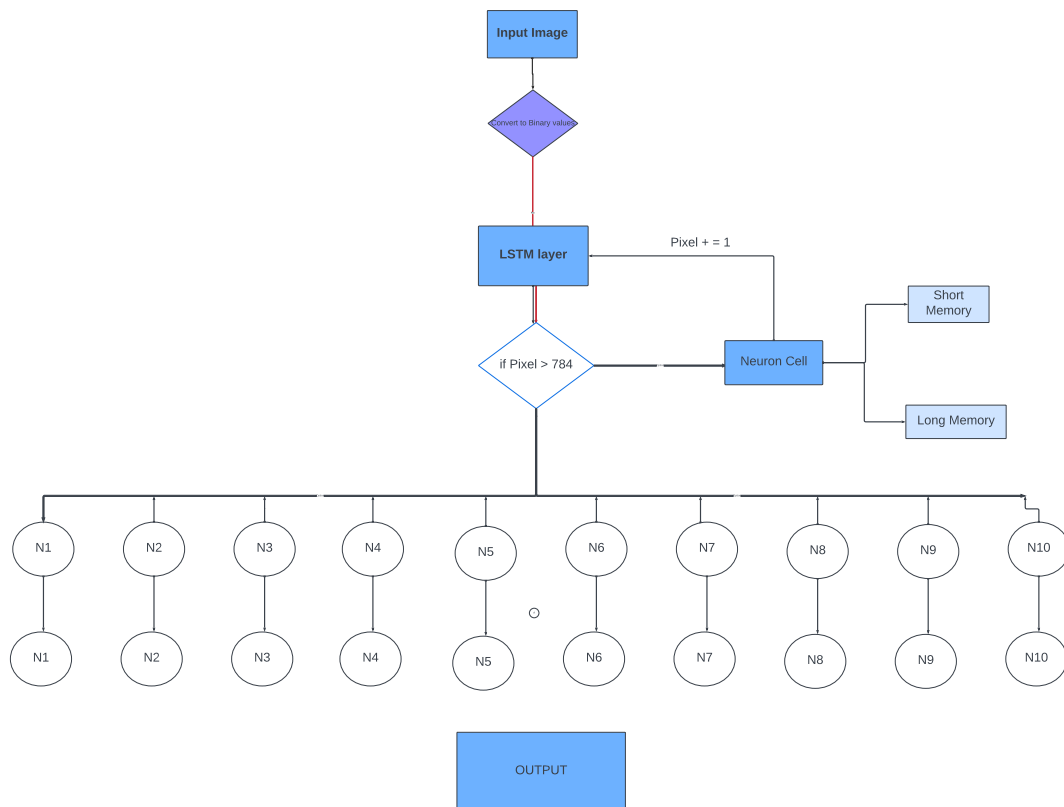 Input Image
Convert to Binary values
LSTM layer
Pixel + = 1
Short
Memory
if Pixel > 784
Neuron Cell
Long Memory
N1
N2
N3
N4
N5
N6
N7
N8
N9
N10
N1
N2
N3
N4
N5
N6
N7
N8
N9
N10
OUTPUT